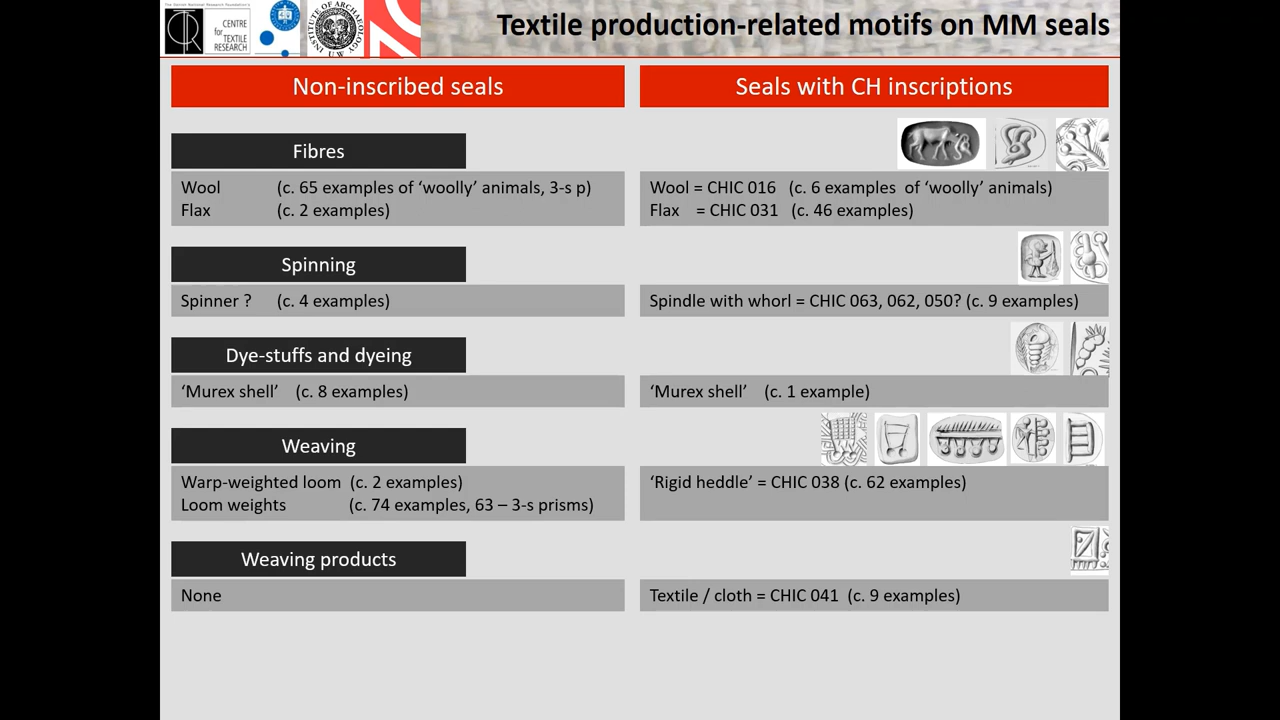 CENTRE
for
TEXTILE
RESEARCH
INSTITUTE OF ARCHAEOLOGY
Textile production-related motifs on MM seals
Non-inscribed seals
Seals with CH inscriptions
Fibres
Wool (c. 65 examples of ‘woolly’ animals, 3-s p)
Flax (c. 2 examples)
Wool = CHIC 016 (c. 6 examples of ‘woolly’ animals)
Flax = CHIC 031 (c. 46 examples)
Spinning
Spinner ? (c. 4 examples)
Spindle with whorl = CHIC 063, 062, 050? (c. 9 examples)
Dye-stuffs and dyeing
‘Murex shell’ (c. 8 examples)
‘Murex shell’ (c. 1 example)
Weaving
Warp-weighted loom (c. 2 examples)
Loom weights (c. 74 examples, 63 – 3-s prisms)
‘Rigid heddle’ = CHIC 038 (c. 62 examples)
Weaving products
None
Textile / cloth = CHIC 041 (c. 9 examples)